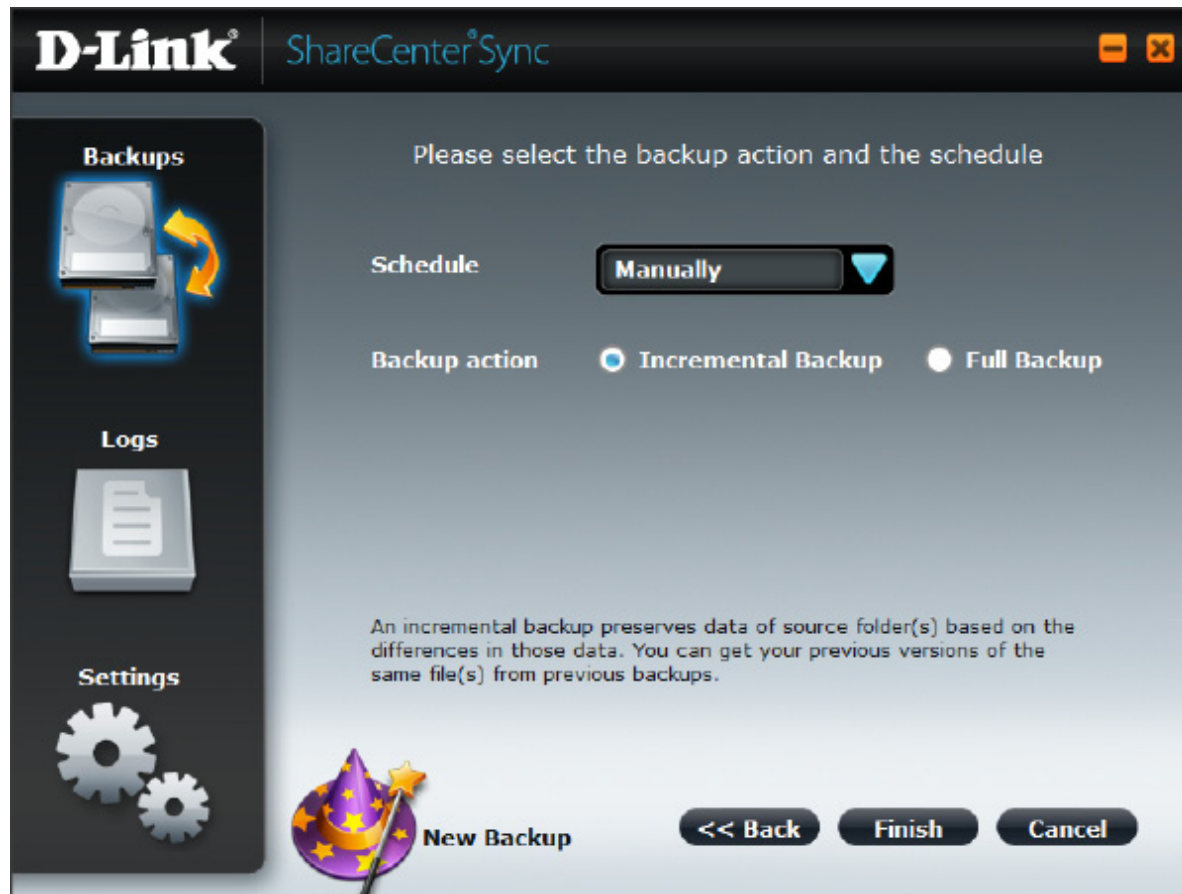 D-Link®
ShareCenter®Sync
Backups
Logs
Settings
Please select the backup action and the schedule
Schedule
Manually
Backup action
Incremental Backup
Full Backup
An incremental backup preserves data of source folder(s) based on the
differences in those data. You can get your previous versions of the
same file(s) from previous backups.
New Backup
<< Back
Finish
Cancel